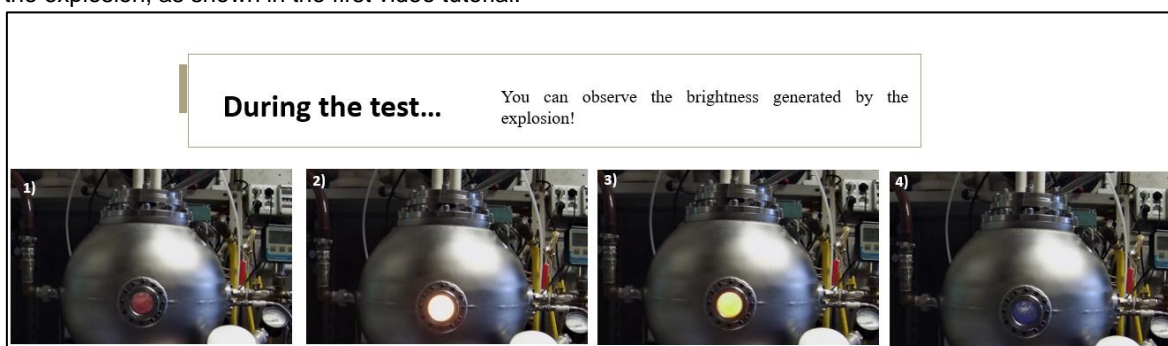 the explosion, as shown in the first video tutorial.
During the test...
You can observe the brightness generated by the
explosion!
1)
2)
3)
4)